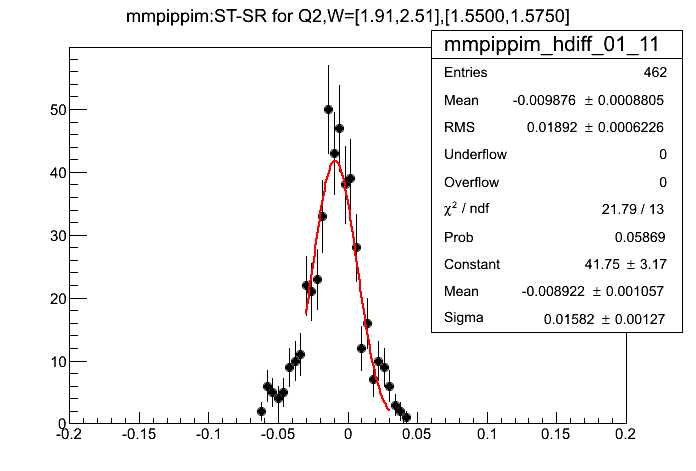 mmpippim:ST-SR for Q2,W=[1.91,2.51],[1.5500,1.5750]
mmpippim_hdiff_01_11
Entries 462
Mean -0.009876 ± 0.0008805
RMS 0.01892 ± 0.0006226
Underflow 0
Overflow 0
χ² / ndf 21.79 / 13
Prob 0.05869
Constant 41.75 ± 3.17
Mean -0.008922 ± 0.001057
Sigma 0.01582 ± 0.00127
50
40
30
20
10
0
-0.2 -0.15 -0.1 -0.05 0 0.05 0.1 0.15 0.2